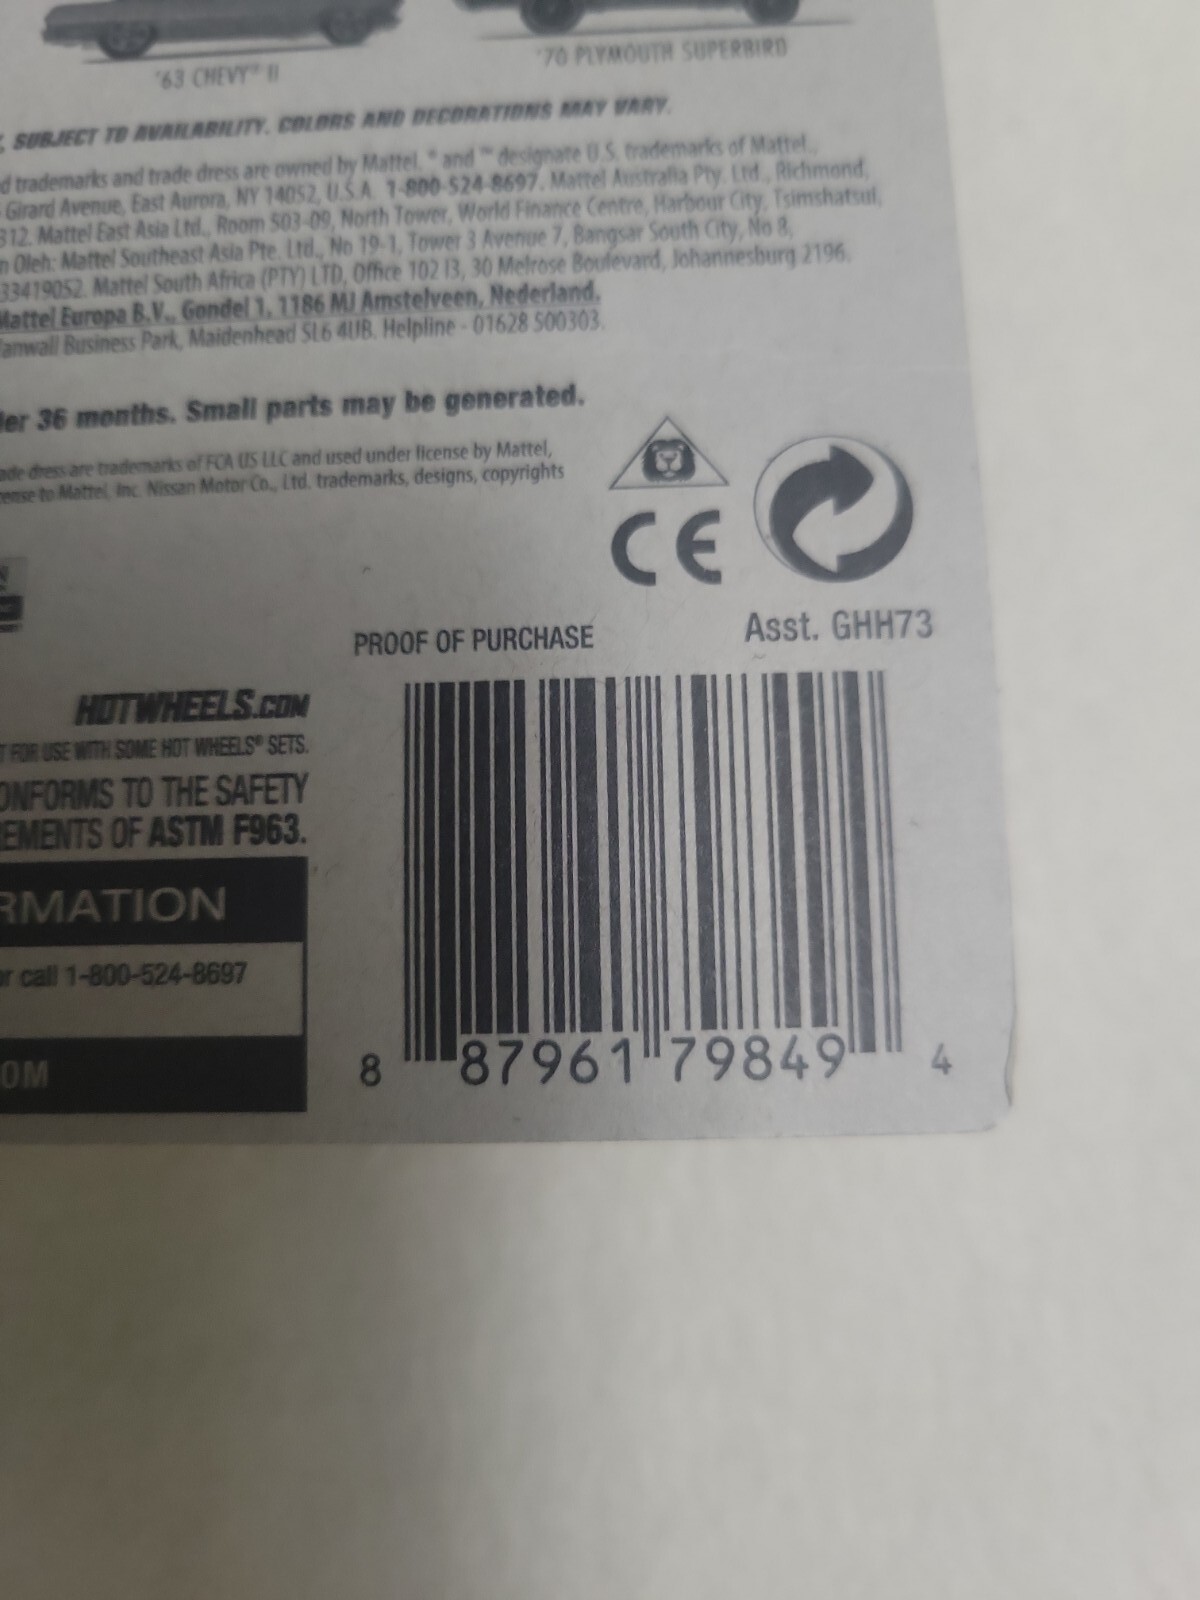 '63 CHEVY® II
'70 PLYMOUTH SUPERBIRD
, SUBJECT TO AVAILABILITY. COLORS AND DECORATIONS MAY VARY.
d trademarks and trade dress are owned by Mattel. ® and ™ designate U.S. trademarks of Mattel.,
Girard Avenue, East Aurora, NY 14052, U.S.A. 1-800-524-8697. Mattel Australia Pty. Ltd., Richmond,
312. Mattel East Asia Ltd., Room 503-09, North Tower, World Finance Centre, Harbour City, Tsimshatsui,
n Oleh: Mattel Southeast Asia Pte. Ltd., No 19-1, Tower 3 Avenue 7, Bangsar South City, No 8,
33419052. Mattel South Africa (PTY) LTD, Office 102 I3, 30 Melrose Boulevard, Johannesburg 2196.
Mattel Europa B.V., Gondel 1, 1186 MJ Amstelveen, Nederland.
anwall Business Park, Maidenhead SL6 4UB. Helpline - 01628 500303.
der 36 months. Small parts may be generated.
ade dress are trademarks of FCA US LLC and used under license by Mattel,
cense to Mattel, Inc. Nissan Motor Co., Ltd. trademarks, designs, copyrights
CE
PROOF OF PURCHASE
Asst. GHH73
HOTWHEELS.COM
T FOR USE WITH SOME HOT WHEELS® SETS.
ONFORMS TO THE SAFETY
EMENTS OF ASTM F963.
RMATION
or call 1-800-524-8697
OM
8 87961 79849 4